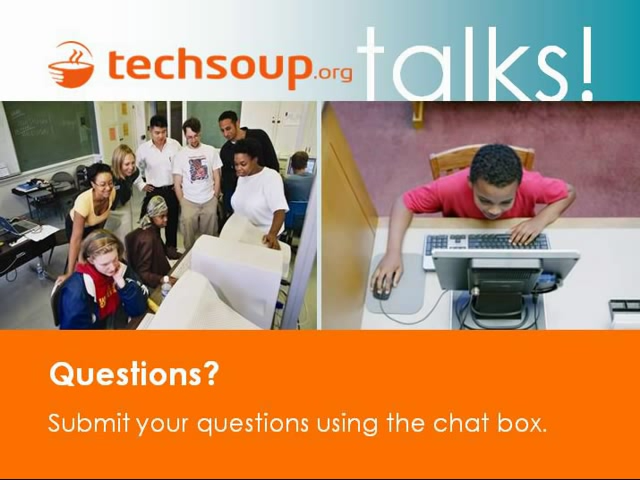 techsoup.org talks!
Questions?
Submit your questions using the chat box.